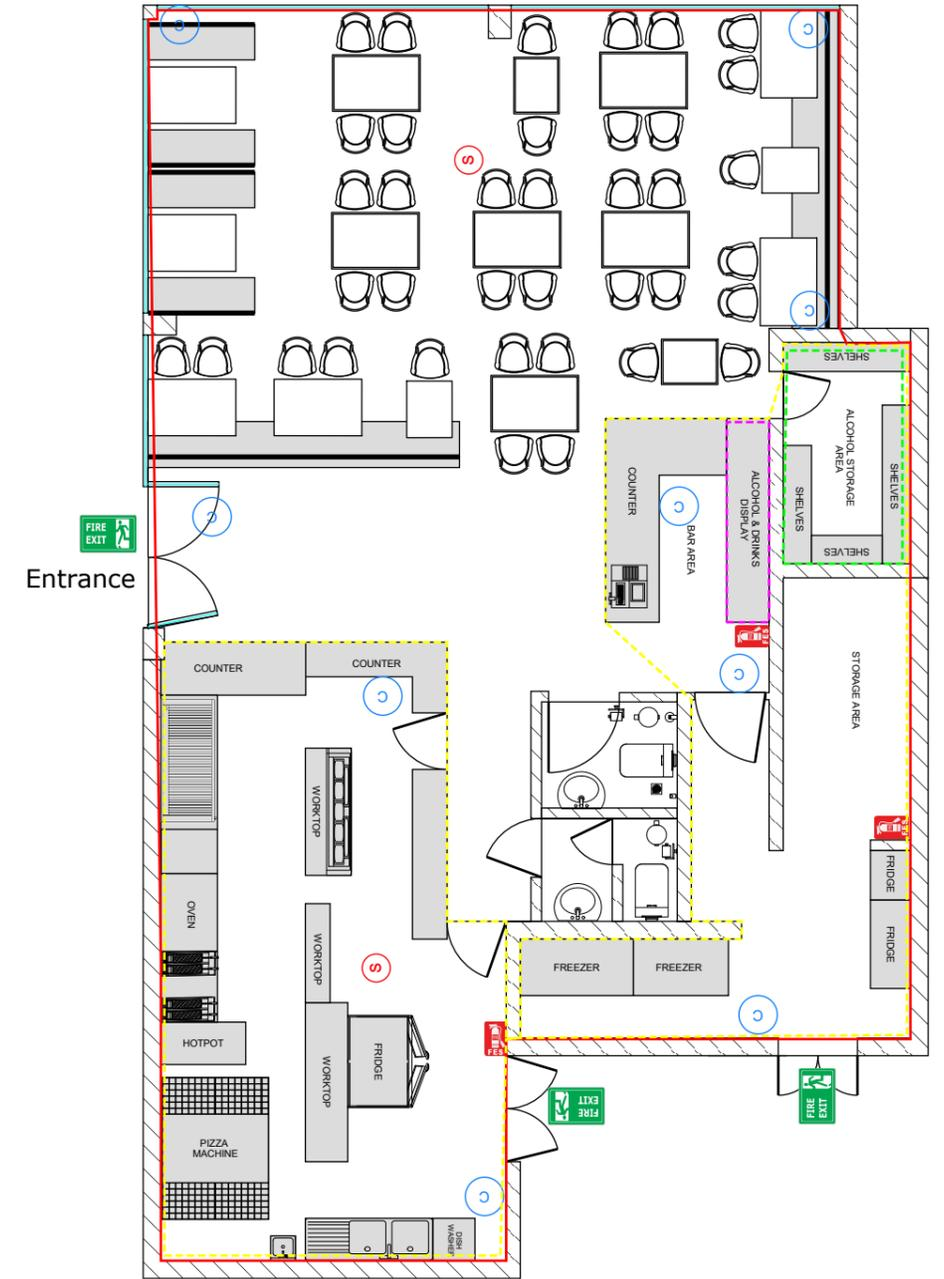 C
C
S
C
SHELVES
ALCOHOL STORAGE
AREA
SHELVES
SHELVES
SHELVES
COUNTER
ALCOHOL & DRINKS
DISPLAY
C
BAR AREA
C
FIRE
EXIT
Entrance
FES
C
STORAGE AREA
COUNTER
COUNTER
C
WORKTOP
FES
FRIDGE
FRIDGE
OVEN
WORKTOP
S
FREEZER
FREEZER
C
HOTPOT
FES
WORKTOP
FRIDGE
FIRE
EXIT
FIRE
EXIT
PIZZA
MACHINE
C
DISH
WASHER